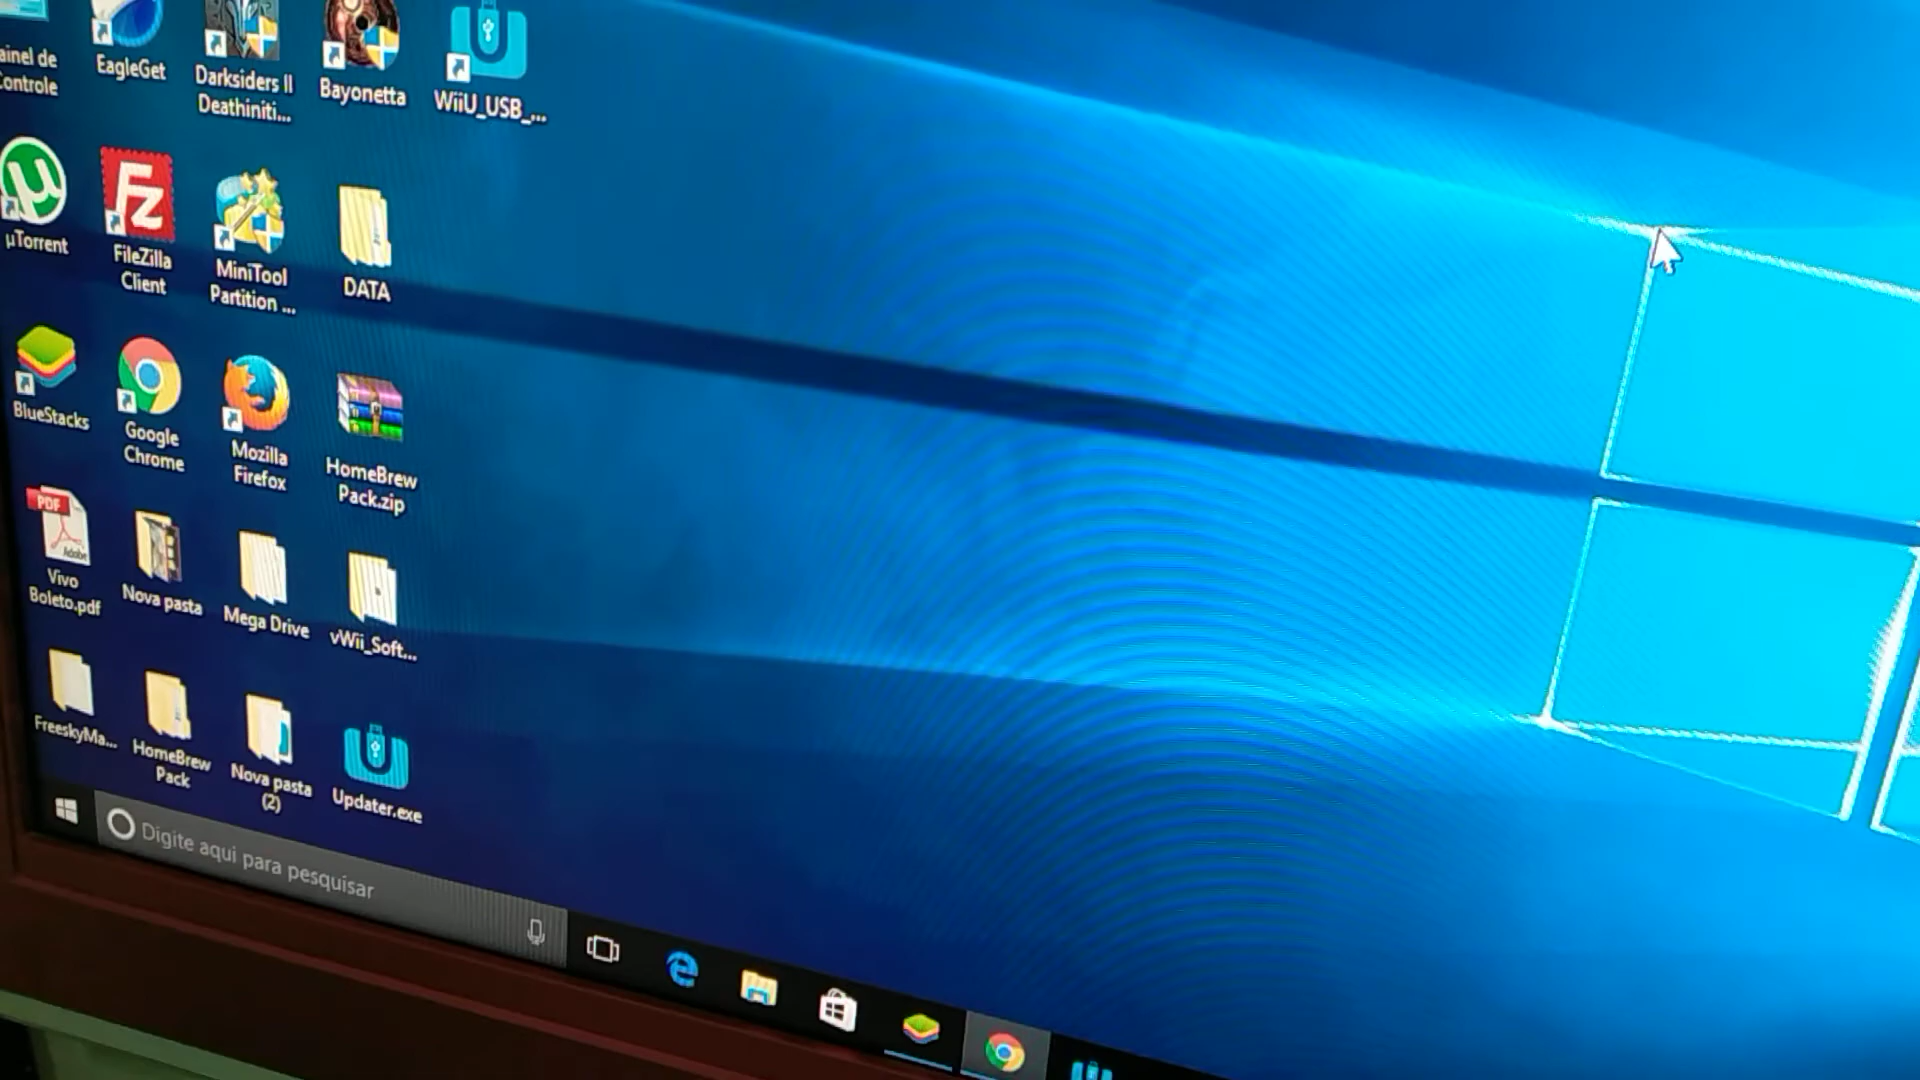 ainel de
Controle
EagleGet
Darksiders II
Deathiniti...
Bayonetta
WiiU_USB_...
µ
µTorrent
Fz
FileZilla
Client
MiniTool
Partition ...
DATA
BlueStacks
Google
Chrome
Mozilla
Firefox
HomeBrew
Pack.zip
PDF
Adobe
Vivo
Boleto.pdf
Nova pasta
Mega Drive
vWii_Soft...
FreeskyMa...
HomeBrew
Pack
Nova pasta
(2)
Updater.exe
Digite aqui para pesquisar